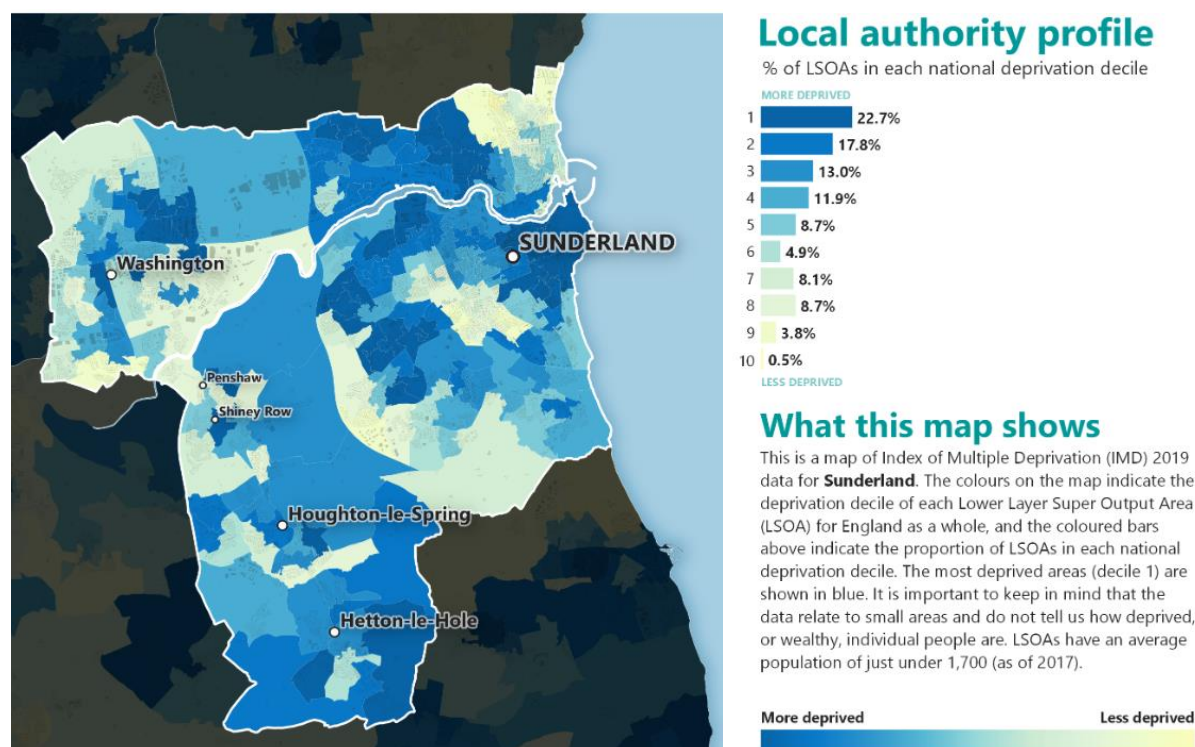 Washington
SUNDERLAND
Penshaw
Shiney Row
Houghton-le-Spring
Hetton-le-Hole
Local authority profile
% of LSOAs in each national deprivation decile
MORE DEPRIVED
1 22.7%
2 17.8%
3 13.0%
4 11.9%
5 8.7%
6 4.9%
7 8.1%
8 8.7%
9 3.8%
10 0.5%
LESS DEPRIVED
What this map shows
This is a map of Index of Multiple Deprivation (IMD) 2019
data for Sunderland. The colours on the map indicate the
deprivation decile of each Lower Layer Super Output Area
(LSOA) for England as a whole, and the coloured bars
above indicate the proportion of LSOAs in each national
deprivation decile. The most deprived areas (decile 1) are
shown in blue. It is important to keep in mind that the
data relate to small areas and do not tell us how deprived,
or wealthy, individual people are. LSOAs have an average
population of just under 1,700 (as of 2017).
More deprived Less deprived